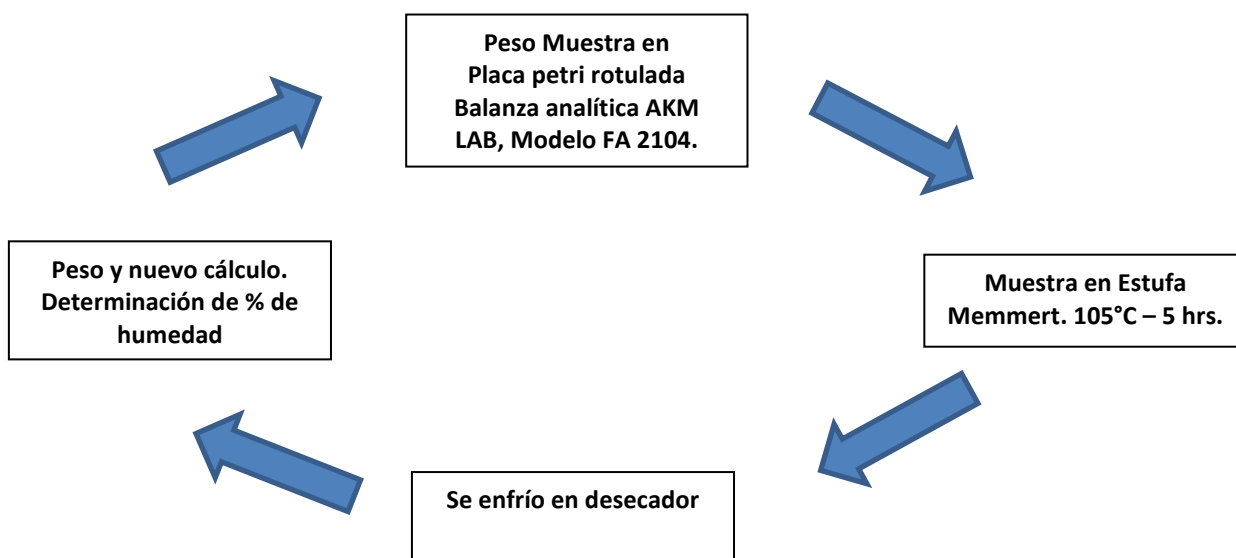 Peso Muestra en
Placa petri rotulada
Balanza analítica AKM
LAB, Modelo FA 2104.
Muestra en Estufa
Memmert. 105°C – 5 hrs.
Se enfrío en desecador
Peso y nuevo cálculo.
Determinación de % de
humedad